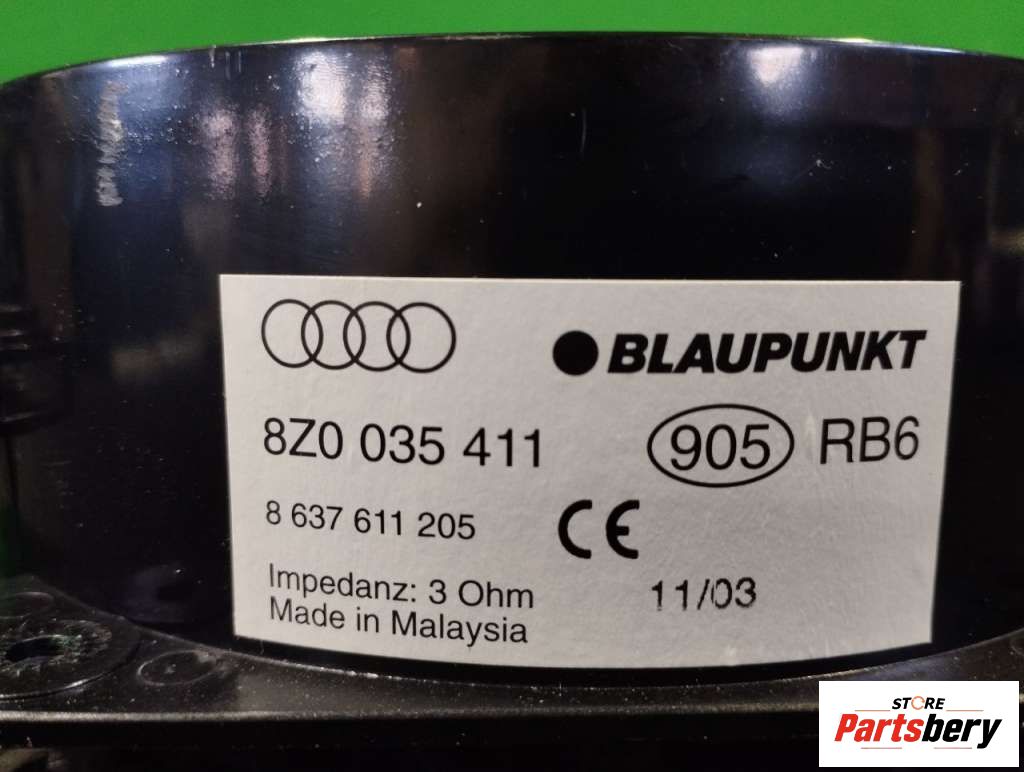 BLAUPUNKT
8Z0 035 411
905 RB6
8 637 611 205
CE
Impedanz: 3 Ohm
11/03
Made in Malaysia
STORE
Partsbery